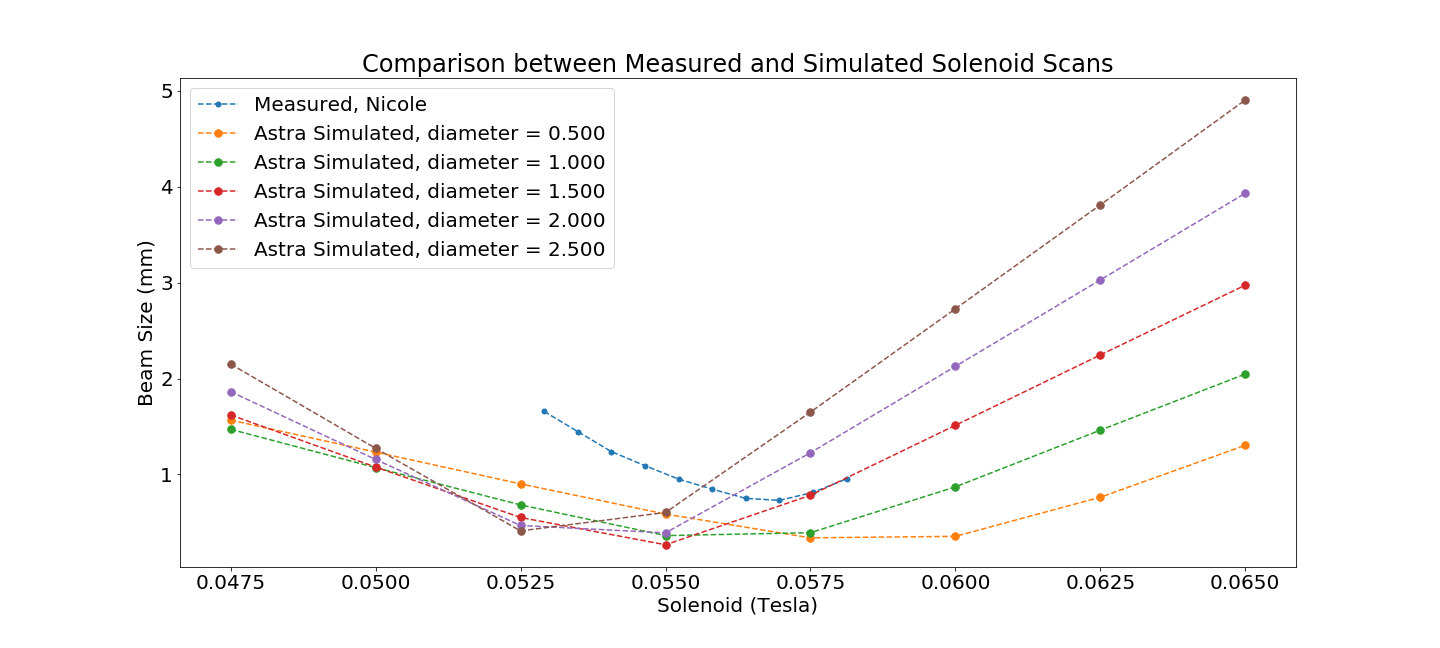 Comparison between Measured and Simulated Solenoid Scans
Measured, Nicole
Astra Simulated, diameter = 0.500
Astra Simulated, diameter = 1.000
Astra Simulated, diameter = 1.500
Astra Simulated, diameter = 2.000
Astra Simulated, diameter = 2.500
Beam Size (mm)
5
4
3
2
1
0.0475 0.0500 0.0525 0.0550 0.0575 0.0600 0.0625 0.0650
Solenoid (Tesla)